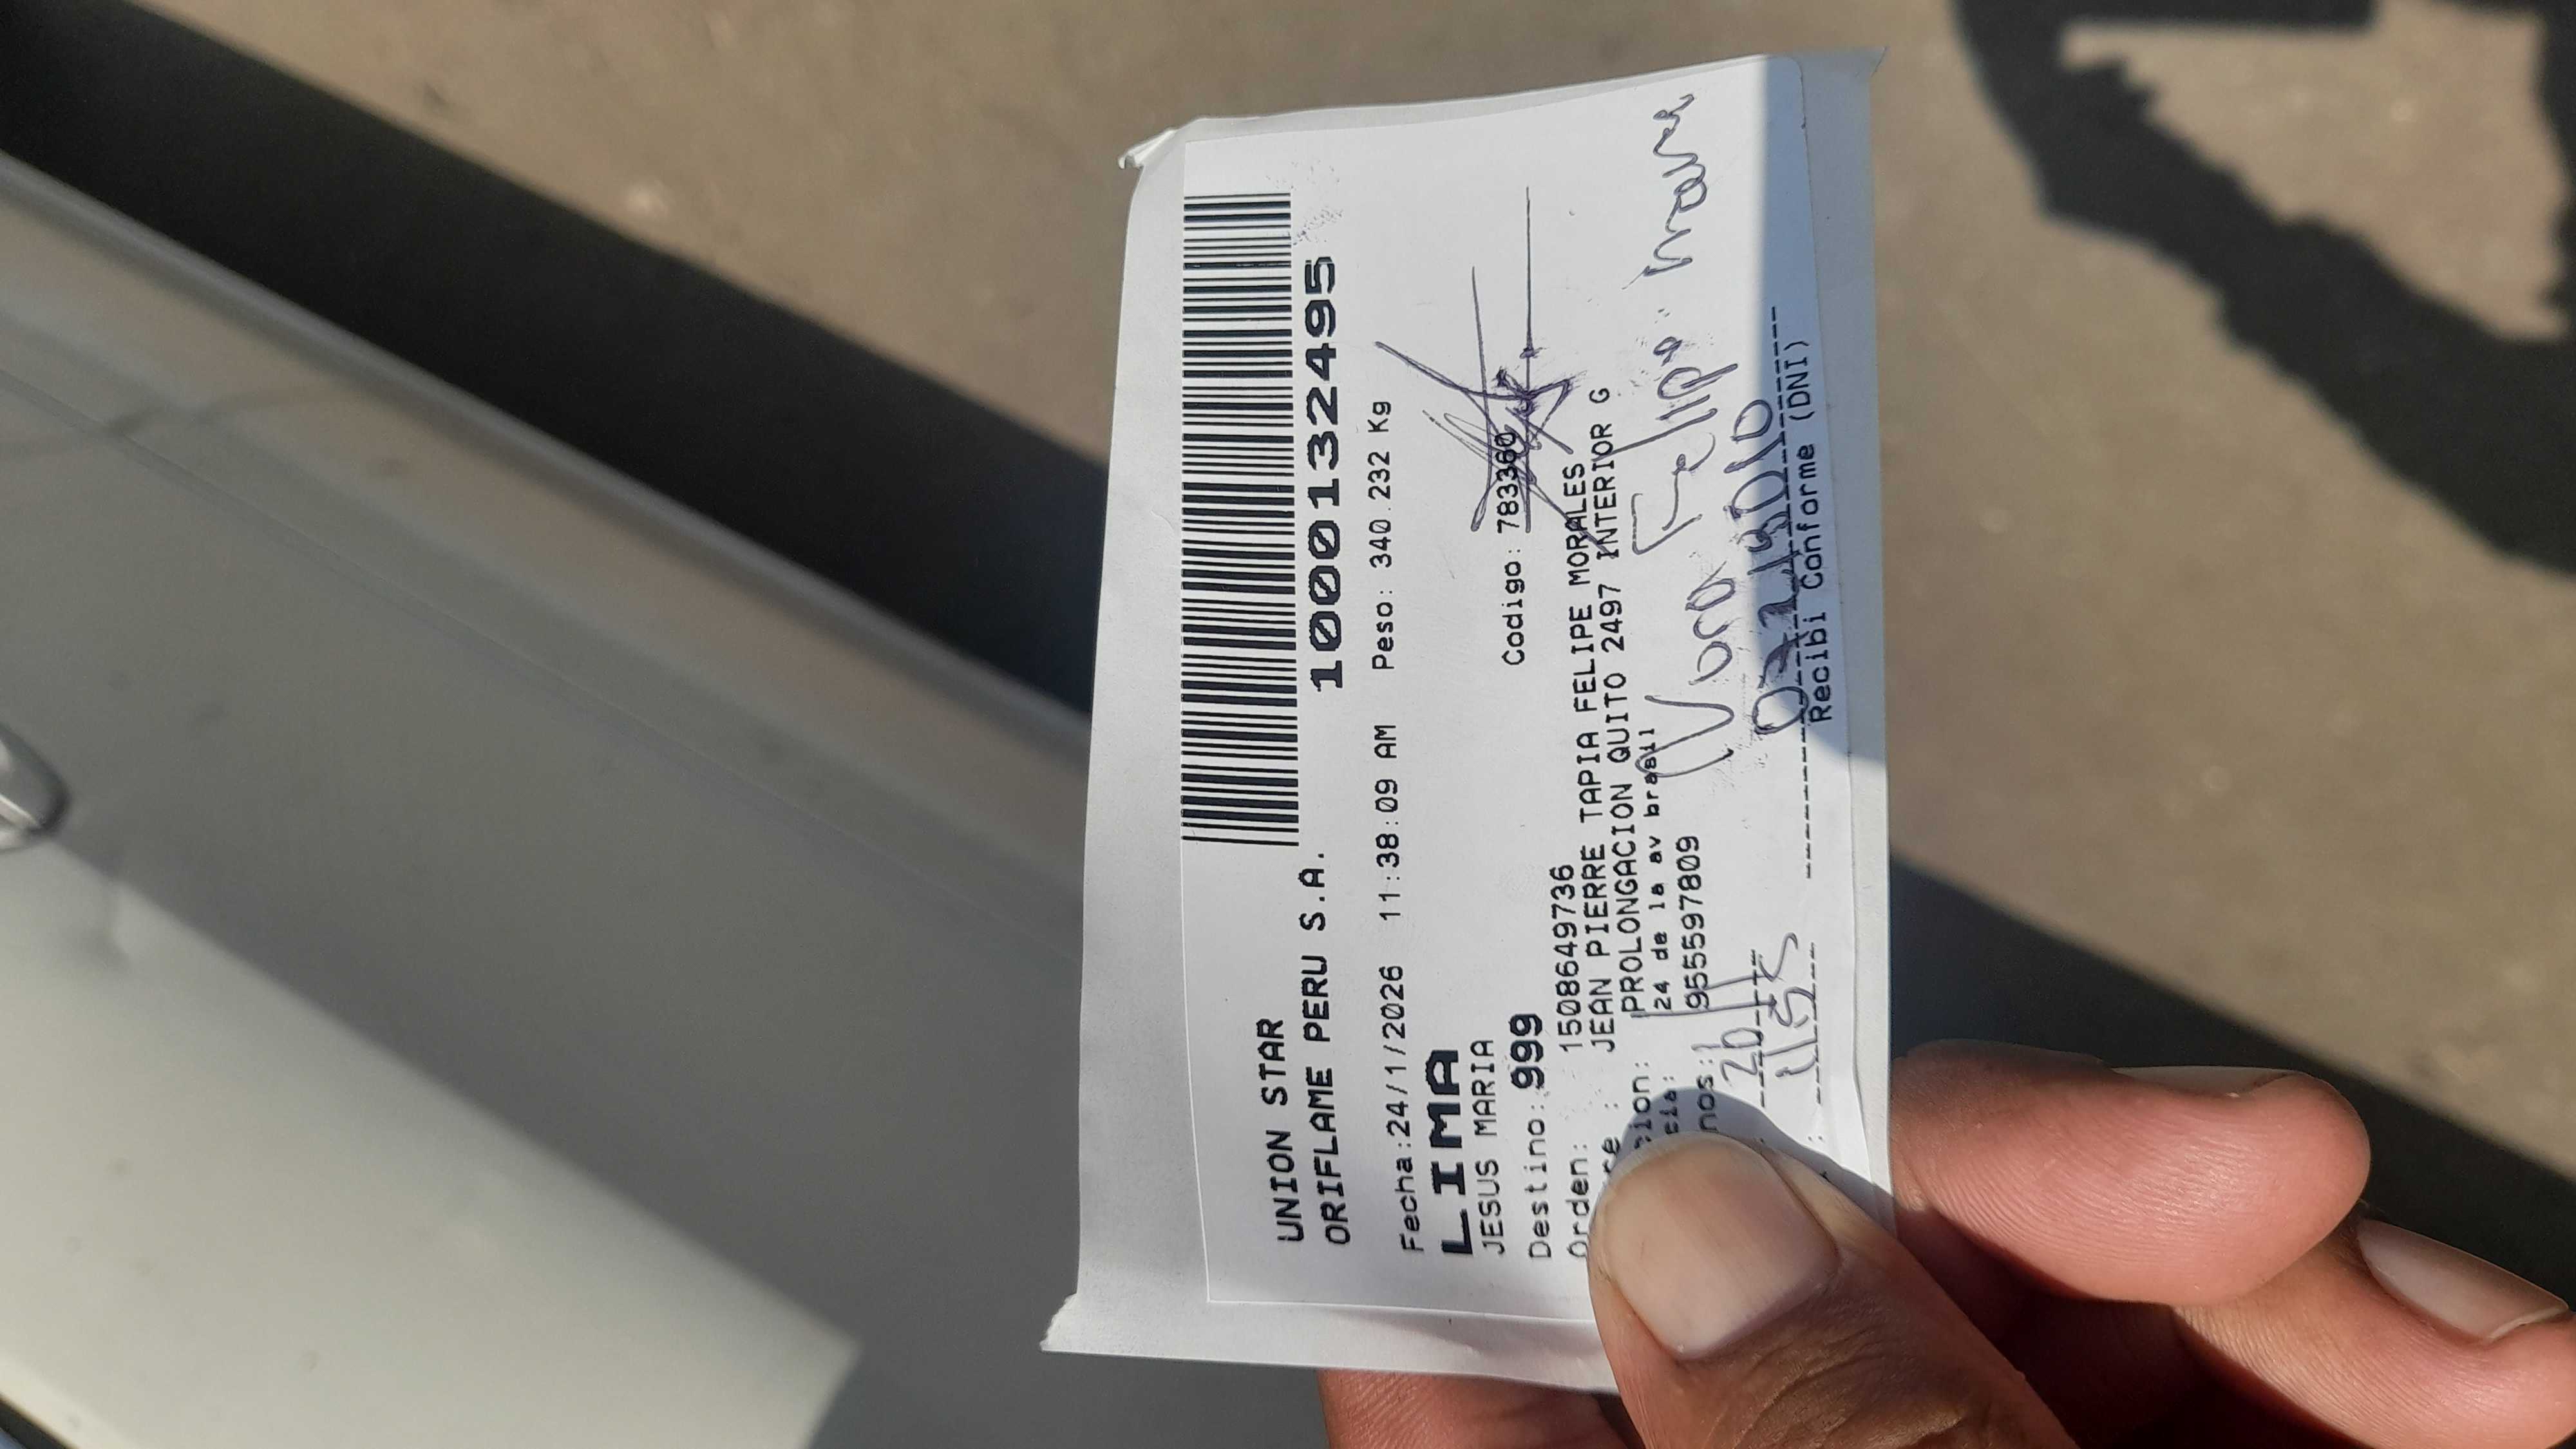 UNION STAR
ORIFLAME PERU S.A.
1000132495
Fecha:24/1/2026 11:38:09 AM Peso: 340.232 Kg
LIMA
JESUS MARIA
Destino: 999 Codigo: 783360
Orden: 15086649736
JEAN PIERRE TAPIA FELIPE MORALES
PROLONGACION QUITO 2497 INTERIOR G
24 de la av brasil
955597809
Felipe
Recibi Conforme (DNI)